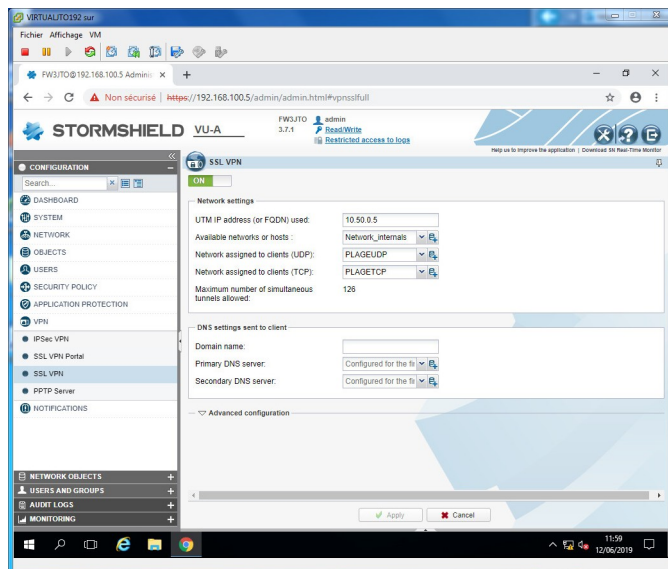 VIRTUALITO192 sur
Fichier Affichage VM
FW3JTO@192.168.100.5 Adminis
Non sécurisé | https://192.168.100.5/admin/admin.html#vpnsslfull
STORMSHIELD VU-A
FW3JTO
3.7.1
admin
Read/Write
Restricted access to logs
Help us to improve the application | Download SN Real-Time Monitor
CONFIGURATION
Search...
DASHBOARD
SYSTEM
NETWORK
OBJECTS
USERS
SECURITY POLICY
APPLICATION PROTECTION
VPN
IPSec VPN
SSL VPN Portal
SSL VPN
PPTP Server
NOTIFICATIONS
NETWORK OBJECTS
USERS AND GROUPS
AUDIT LOGS
MONITORING
SSL VPN
ON
Network settings
UTM IP address (or FQDN) used: 10.50.0.5
Available networks or hosts : Network_internals
Network assigned to clients (UDP): PLAGEUDP
Network assigned to clients (TCP): PLAGETCP
Maximum number of simultaneous tunnels allowed: 126
DNS settings sent to client
Domain name:
Primary DNS server: Configured for the fir
Secondary DNS server: Configured for the fir
Advanced configuration
Apply
Cancel
11:59
12/06/2019